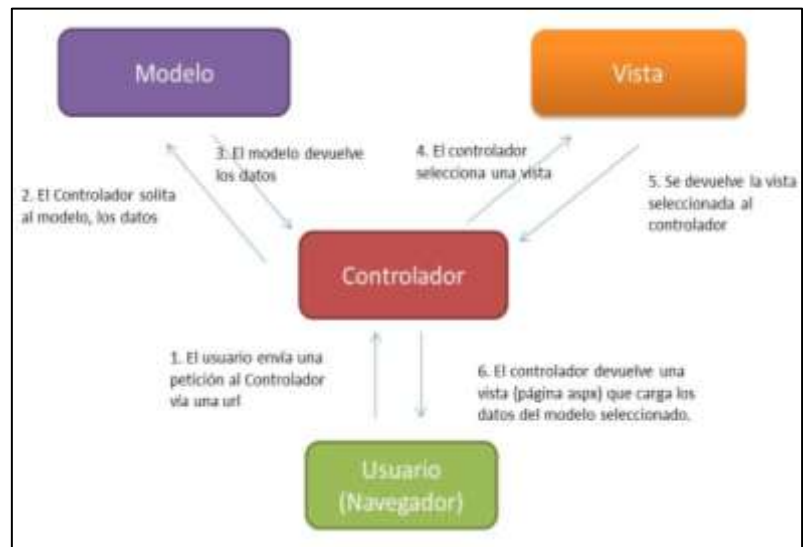 Modelo
Vista
3. El modelo devuelve
los datos
4. El controlador
selecciona una vista
2. El Controlador solita
al modelo, los datos
5. Se devuelve la vista
seleccionada al
controlador
Controlador
1. El usuario envía una
petición al Controlador
vía una url
6. El controlador devuelve una
vista (página aspx) que carga los
datos del modelo seleccionado.
Usuario
(Navegador)